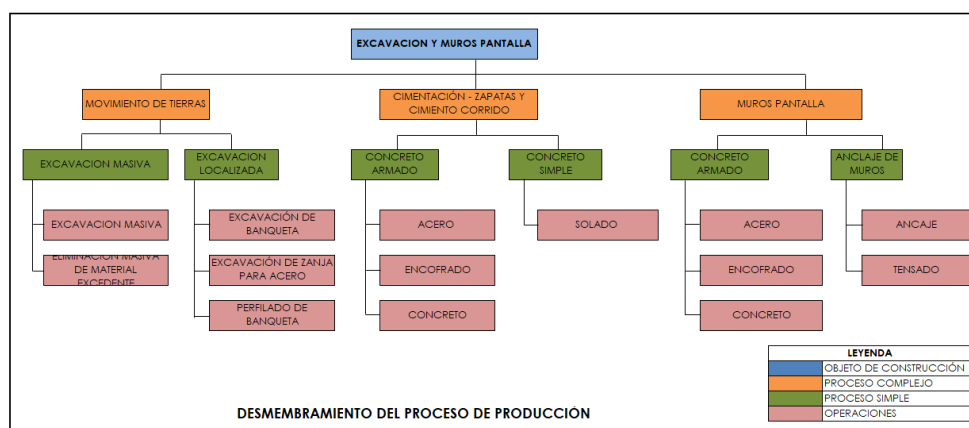 EXCAVACION Y MUROS PANTALLA
MOVIMIENTO DE TIERRAS
CIMENTACIÓN - ZAPATAS Y
CIMIENTO CORRIDO
MUROS PANTALLA
EXCAVACION MASIVA
EXCAVACION
LOCALIZADA
CONCRETO
ARMADO
CONCRETO
SIMPLE
CONCRETO
ARMADO
ANCLAJE DE
MUROS
EXCAVACION MASIVA
ELIMINACION MASIVA
DE MATERIAL
EXCEDENTE
EXCAVACIÓN DE
BANQUETA
EXCAVACIÓN DE ZANJA
PARA ACERO
PERFILADO DE
BANQUETA
ACERO
ENCOFRADO
CONCRETO
SOLADO
ACERO
ENCOFRADO
CONCRETO
ANCAJE
TENSADO
LEYENDA
OBJETO DE CONSTRUCCIÓN
PROCESO COMPLEJO
PROCESO SIMPLE
OPERACIONES
DESMEMBRAMIENTO DEL PROCESO DE PRODUCCIÓN